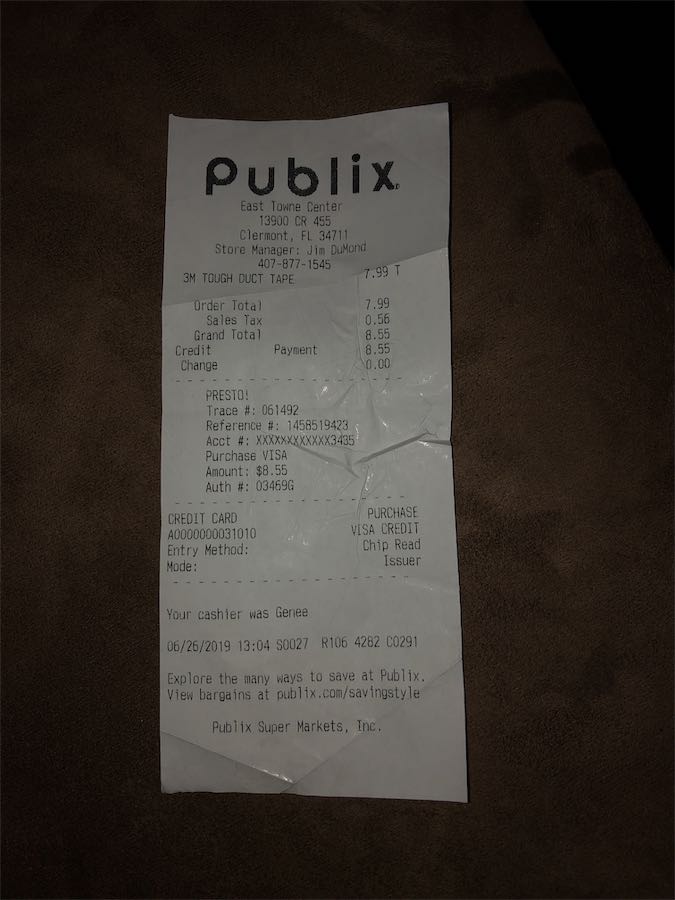 Publix
East Towne Center
13900 CR 455
Clermont, FL 34711
Store Manager: Jim DuMond
407-877-1545
3M TOUGH DUCT TAPE 7.99 T
Order Total 7.99
Sales Tax 0.56
Grand Total 8.55
Credit Payment 8.55
Change 0.00
PRESTO!
Trace #: 061492
Reference #: 1458519423
Acct #: XXXXXXXXXXXX3435
Purchase VISA
Amount: $8.55
Auth #: 03469G
CREDIT CARD PURCHASE
A0000000031010 VISA CREDIT
Entry Method: Chip Read
Mode: Issuer
Your cashier was Genee
06/26/2019 13:04 S0027 R106 4282 C0291
Explore the many ways to save at Publix.
View bargains at publix.com/savingstyle
Publix Super Markets, Inc.